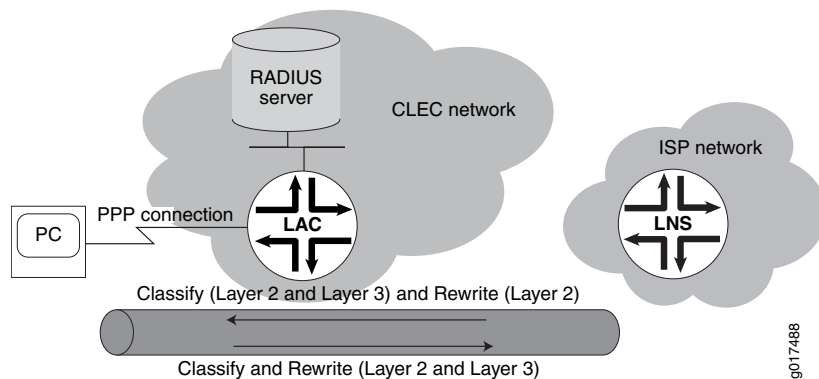 RADIUS
server
CLEC network
ISP network
PPP connection
PC
LAC
LNS
Classify (Layer 2 and Layer 3) and Rewrite (Layer 2)
Classify and Rewrite (Layer 2 and Layer 3)
g017488